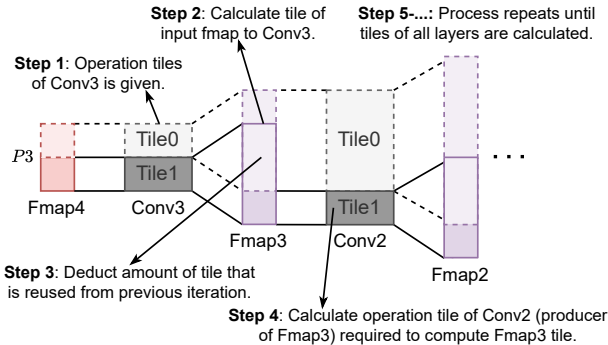 Step 2: Calculate tile of
input fmap to Conv3.
Step 5-...: Process repeats until
tiles of all layers are calculated.
Step 1: Operation tiles
of Conv3 is given.
Tile0
Tile0
P3
...
Tile1
Tile1
Fmap4
Conv3
Fmap3
Conv2
Fmap2
Step 3: Deduct amount of tile that
is reused from previous iteration.
Step 4: Calculate operation tile of Conv2 (producer
of Fmap3) required to compute Fmap3 tile.